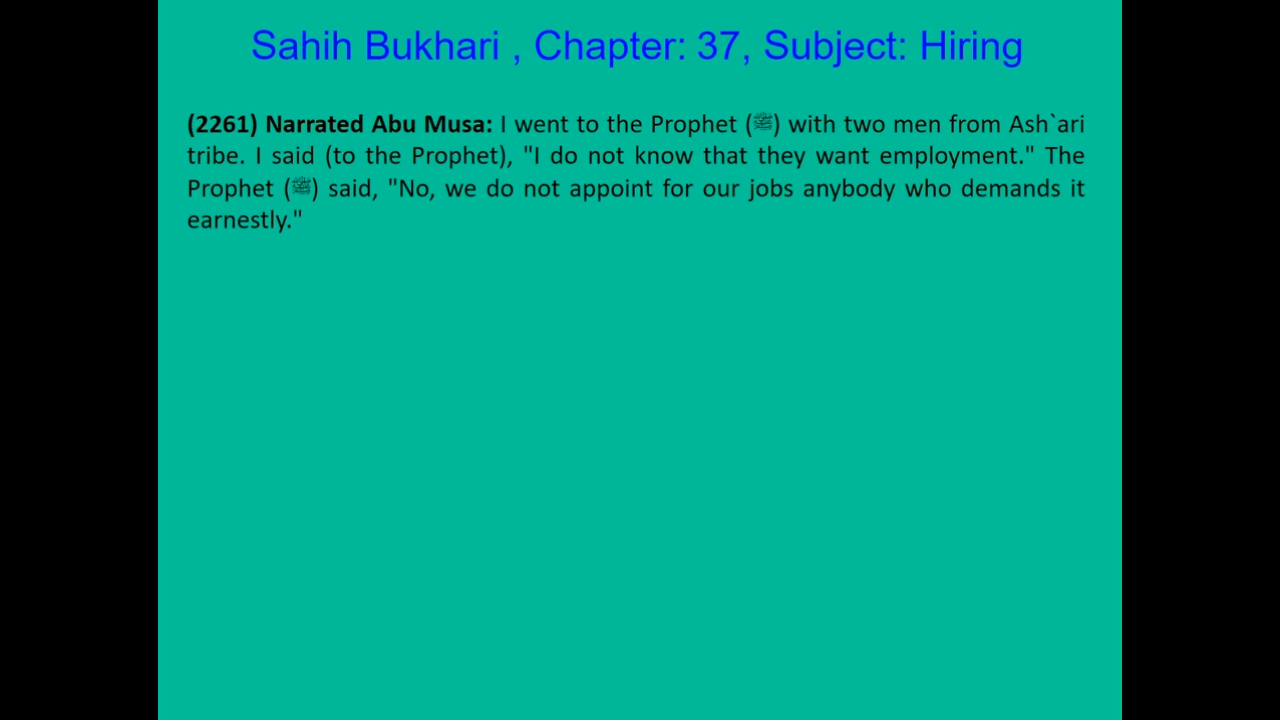 Sahih Bukhari , Chapter: 37, Subject: Hiring
(2261) Narrated Abu Musa: I went to the Prophet (ﷺ) with two men from Ash`ari
tribe. I said (to the Prophet), "I do not know that they want employment." The
Prophet (ﷺ) said, "No, we do not appoint for our jobs anybody who demands it
earnestly."